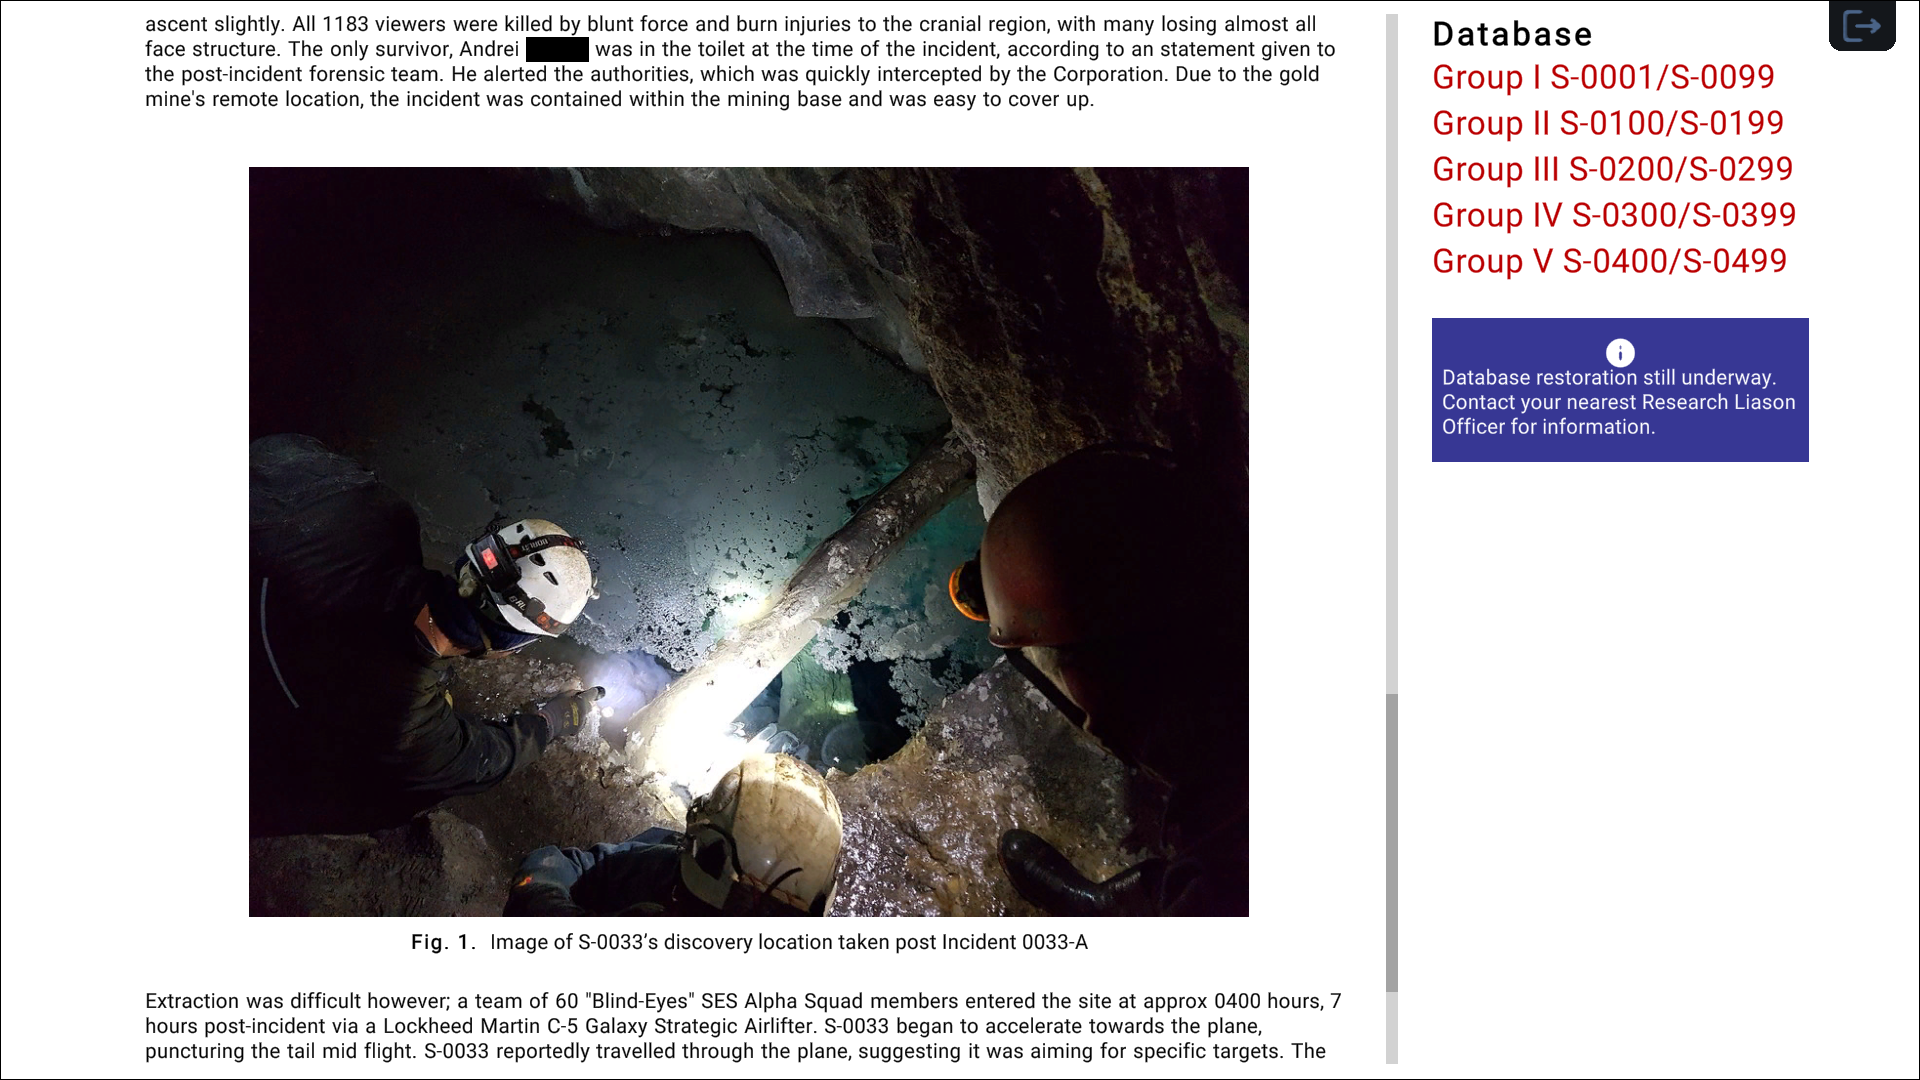 ascent slightly. All 1183 viewers were killed by blunt force and burn injuries to the cranial region, with many losing almost all
face structure. The only survivor, Andrei was in the toilet at the time of the incident, according to an statement given to
the post-incident forensic team. He alerted the authorities, which was quickly intercepted by the Corporation. Due to the gold
mine's remote location, the incident was contained within the mining base and was easy to cover up.
Fig. 1. Image of S-0033’s discovery location taken post Incident 0033-A
Extraction was difficult however; a team of 60 "Blind-Eyes" SES Alpha Squad members entered the site at approx 0400 hours, 7
hours post-incident via a Lockheed Martin C-5 Galaxy Strategic Airlifter. S-0033 began to accelerate towards the plane,
puncturing the tail mid flight. S-0033 reportedly travelled through the plane, suggesting it was aiming for specific targets. The
Database
Group I S-0001/S-0099
Group II S-0100/S-0199
Group III S-0200/S-0299
Group IV S-0300/S-0399
Group V S-0400/S-0499
Database restoration still underway.
Contact your nearest Research Liason
Officer for information.